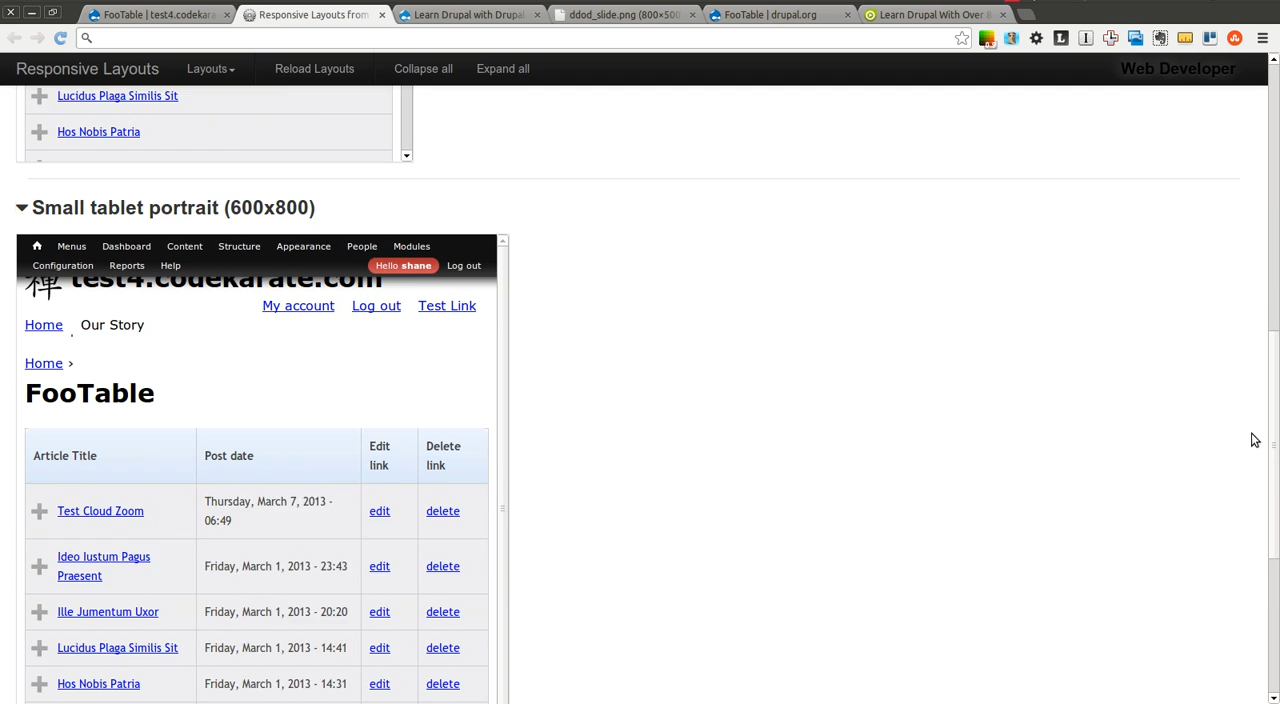 FooTable | test4.codekara
Responsive Layouts from
Learn Drupal with Drupal
ddod_slide.png (800×500
FooTable | drupal.org
Learn Drupal With Over
Responsive Layouts
Layouts
Reload Layouts
Collapse all
Expand all
Web Developer
Lucidus Plaga Similis Sit
Hos Nobis Patria
Small tablet portrait (600x800)
Menus Dashboard Content Structure Appearance People Modules
Configuration Reports Help Hello shane Log out
禅 test4.codekarate.com
My account Log out Test Link
Home Our Story
Home ›
FooTable
Article Title Post date Edit link Delete link
Test Cloud Zoom Thursday, March 7, 2013 - 06:49 edit delete
Ideo Iustum Pagus Praesent Friday, March 1, 2013 - 23:43 edit delete
Ille Jumentum Uxor Friday, March 1, 2013 - 20:20 edit delete
Lucidus Plaga Similis Sit Friday, March 1, 2013 - 14:41 edit delete
Hos Nobis Patria Friday, March 1, 2013 - 14:31 edit delete